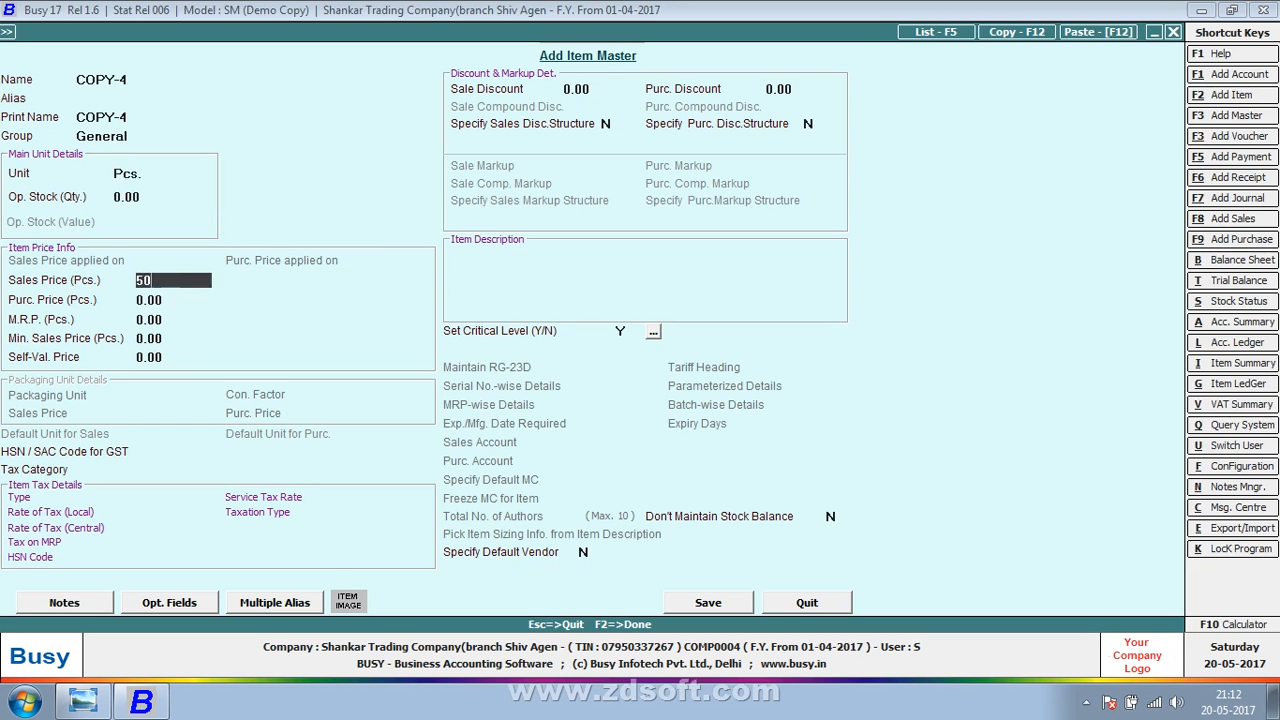 Busy 17 Rel 1.6 | Stat Rel 006 | Model : SM (Demo Copy) | Shankar Trading Company(branch Shiv Agen - F.Y. From 01-04-2017
>> List - F5 Copy - F12 Paste - [F12] Shortcut Keys
Add Item Master
Name COPY-4
Alias
Print Name COPY-4
Group General
Main Unit Details
Unit Pcs.
Op. Stock (Qty.) 0.00
Op. Stock (Value)
Item Price Info
Sales Price applied on Purc. Price applied on
Sales Price (Pcs.) 50
Purc. Price (Pcs.) 0.00
M.R.P. (Pcs.) 0.00
Min. Sales Price (Pcs.) 0.00
Self-Val. Price 0.00
Packaging Unit Details
Packaging Unit Con. Factor
Sales Price Purc. Price
Default Unit for Sales Default Unit for Purc.
HSN / SAC Code for GST
Tax Category
Item Tax Details
Type Service Tax Rate
Rate of Tax (Local) Taxation Type
Rate of Tax (Central)
Tax on MRP
HSN Code
Discount & Markup Det.
Sale Discount 0.00 Purc. Discount 0.00
Sale Compound Disc. Purc. Compound Disc.
Specify Sales Disc.Structure N Specify Purc. Disc.Structure N
Sale Markup Purc. Markup
Sale Comp. Markup Purc. Comp. Markup
Specify Sales Markup Structure Specify Purc.Markup Structure
Item Description
Set Critical Level (Y/N) Y ...
Maintain RG-23D Tariff Heading
Serial No.-wise Details Parameterized Details
MRP-wise Details Batch-wise Details
Exp./Mfg. Date Required Expiry Days
Sales Account
Purc. Account
Specify Default MC
Freeze MC for Item
Total No. of Authors (Max. 10) Don't Maintain Stock Balance N
Pick Item Sizing Info. from Item Description
Specify Default Vendor N
Notes Opt. Fields Multiple Alias ITEM IMAGE Save Quit
Esc=>Quit F2=>Done
F1 Help
F1 Add Account
F2 Add Item
F3 Add Master
F3 Add Voucher
F5 Add Payment
F6 Add Receipt
F7 Add Journal
F8 Add Sales
F9 Add Purchase
B Balance Sheet
T Trial Balance
S Stock Status
A Acc. Summary
L Acc. Ledger
I Item Summary
G Item LedGer
V VAT Summary
Q Query System
U Switch User
F ConFiguration
N Notes Mngr.
C Msg. Centre
E Export/Import
K LocK Program
F10 Calculator
Busy
Company : Shankar Trading Company(branch Shiv Agen - ( TIN : 07950337267 ) COMP0004 ( F.Y. From 01-04-2017 ) - User : S
BUSY - Business Accounting Software ; (c) Busy Infotech Pvt. Ltd., Delhi ; www.busy.in
Your
Company
Logo
Saturday
20-05-2017
www.zdsoft.com
B
21:12
20-05-2017